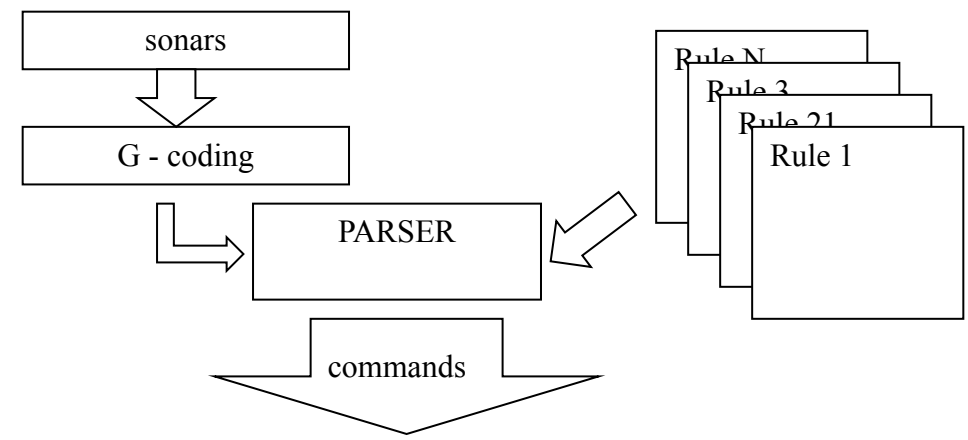 sonars
G - coding
PARSER
commands
Rule N
Rule 3
Rule 21
Rule 1